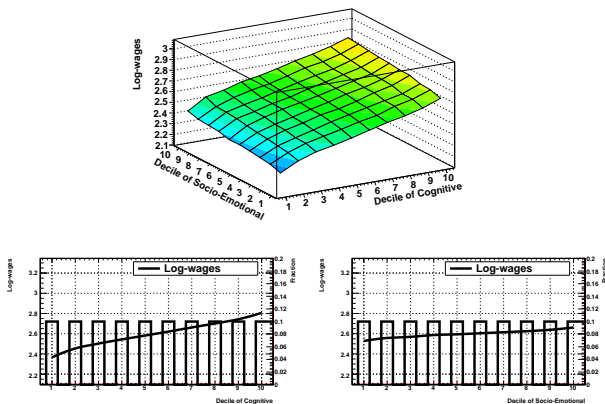 Log-wages
3
2.9
2.8
2.7
2.6
2.5
2.4
2.3
2.2
2.1
10 9 8 7 6 5 4 3 2 1
Decile of Socio-Emotional
1 2 3 4 5 6 7 8 9 10
Decile of Cognitive
Log-wages
Log-wages
3.2
3
2.8
2.6
2.4
2.2
0.2
0.18
0.16
0.14
0.12
0.1
0.08
0.06
0.04
0.02
0
Fraction
1 2 3 4 5 6 7 8 9 10
Decile of Cognitive
Log-wages
Log-wages
3.2
3
2.8
2.6
2.4
2.2
0.2
0.18
0.16
0.14
0.12
0.1
0.08
0.06
0.04
0.02
0
Fraction
1 2 3 4 5 6 7 8 9 10
Decile of Socio-Emotional